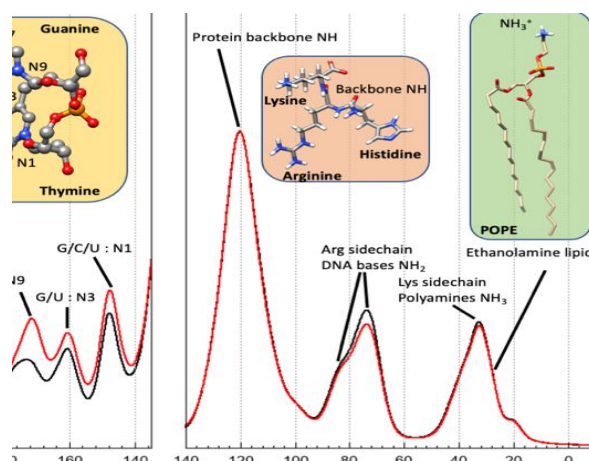 Guanine
N9
N1
Thymine
G/C/U : N1
G/U : N3
N9
160
140
Protein backbone NH
Lysine
Backbone NH
Histidine
Arginine
Arg sidechain
DNA bases NH₂
Lys sidechain
Polyamines NH₃
NH₃⁺
POPE
Ethanolamine lipid
140
120
100
80
60
40
20
0